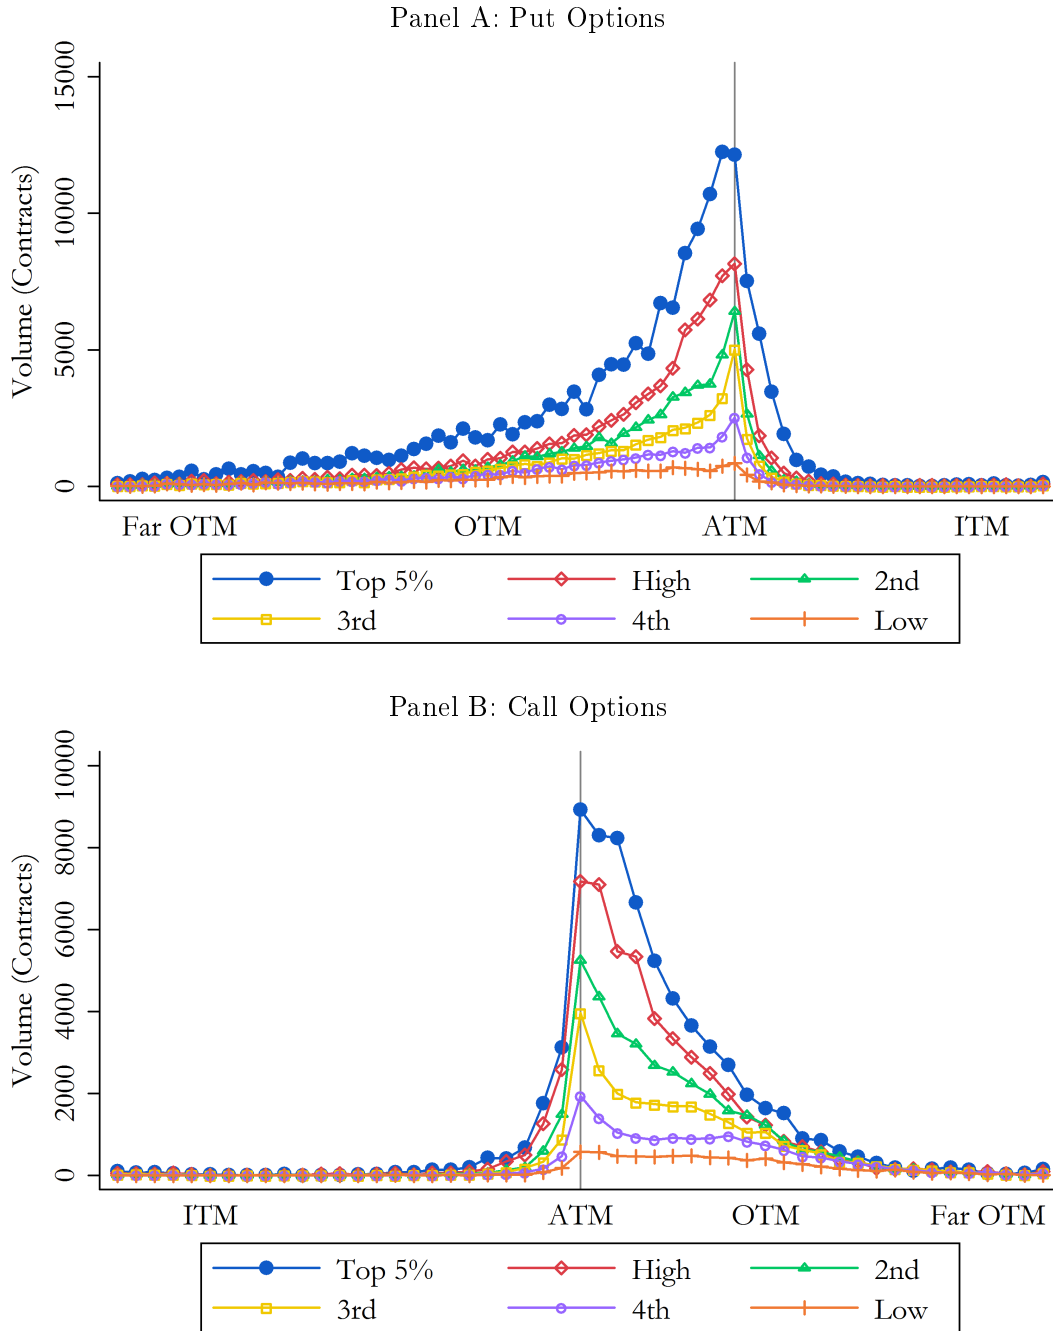 Panel A: Put Options
Volume (Contracts)
15000
10000
5000
0
Far OTM OTM ATM ITM
Top 5% High 2nd
3rd 4th Low
Panel B: Call Options
Volume (Contracts)
10000
8000
6000
4000
2000
0
ITM ATM OTM Far OTM
Top 5% High 2nd
3rd 4th Low